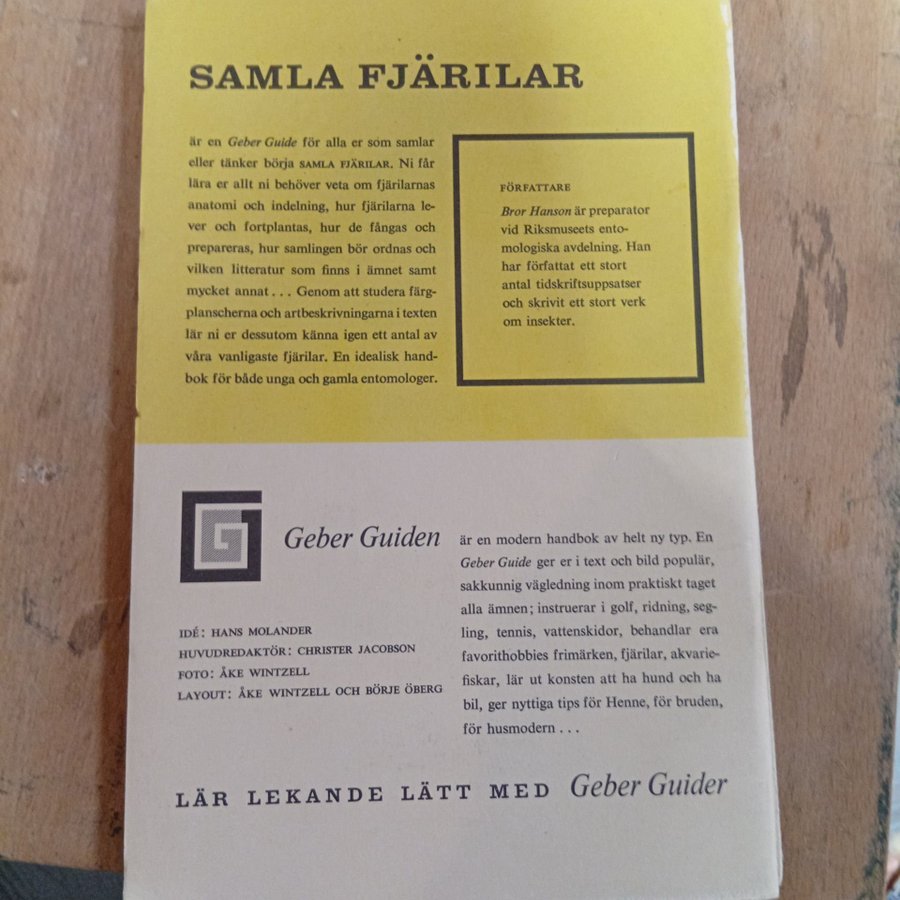 SAMLA FJÄRILAR
är en Geber Guide för alla er som samlar
eller tänker börja SAMLA FJÄRILAR. Ni får
lära er allt ni behöver veta om fjärilarnas
anatomi och indelning, hur fjärilarna le-
ver och fortplantas, hur de fångas och
prepareras, hur samlingen bör ordnas och
vilken litteratur som finns i ämnet samt
mycket annat... Genom att studera färg-
planscherna och artbeskrivningarna i texten
lär ni er dessutom känna igen ett antal av
våra vanligaste fjärilar. En idealisk hand-
bok för både unga och gamla entomologer.
FÖRFATTARE
Bror Hanson är preparator
vid Riksmuseets ento-
mologiska avdelning. Han
har författat ett stort
antal tidskriftsuppsatser
och skrivit ett stort verk
om insekter.
G
Geber Guiden
IDÉ: HANS MOLANDER
HUVUDREDAKTÖR: CHRISTER JACOBSON
FOTO: ÅKE WINTZELL
LAYOUT: ÅKE WINTZELL OCH BÖRJE ÖBERG
är en modern handbok av helt ny typ. En
Geber Guide ger er i text och bild populär,
sakkunnig vägledning inom praktiskt taget
alla ämnen; instruerar i golf, ridning, seg-
ling, tennis, vattenskidor, behandlar era
favorithobbies frimärken, fjärilar, akvarie-
fiskar, lär ut konsten att ha hund och ha
bil, ger nyttiga tips för Henne, för bruden,
för husmodern...
LÄR LEKANDE LÄTT MED Geber Guider